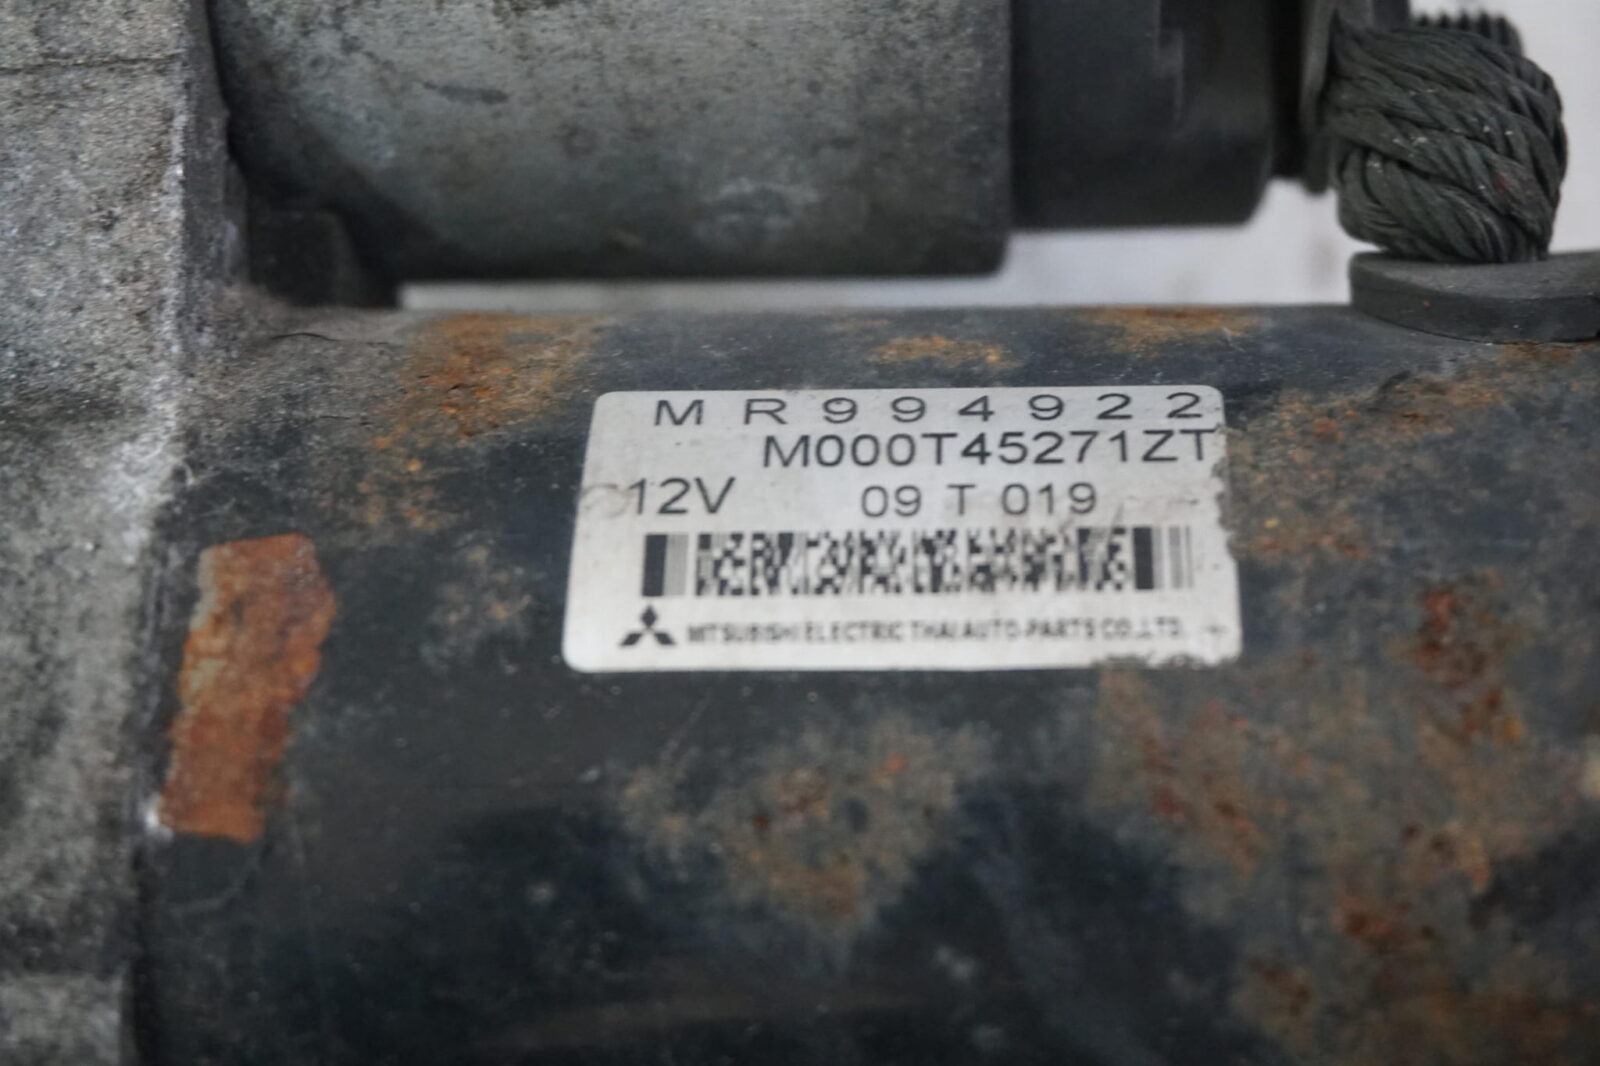 MR994922
M000T45271ZT
12V 09 T 019
MITSUBISHI ELECTRIC THAI AUTO-PARTS CO.,LTD.